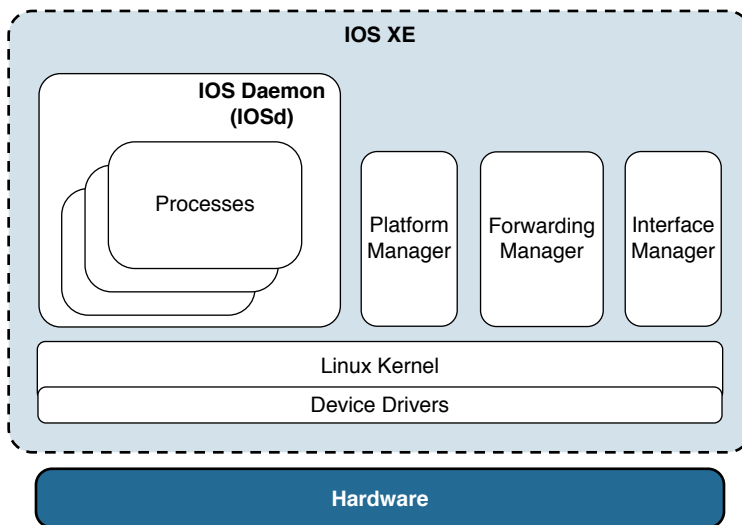 IOS XE
IOS Daemon
(IOSd)
Processes
Platform
Manager
Forwarding
Manager
Interface
Manager
Linux Kernel
Device Drivers
Hardware